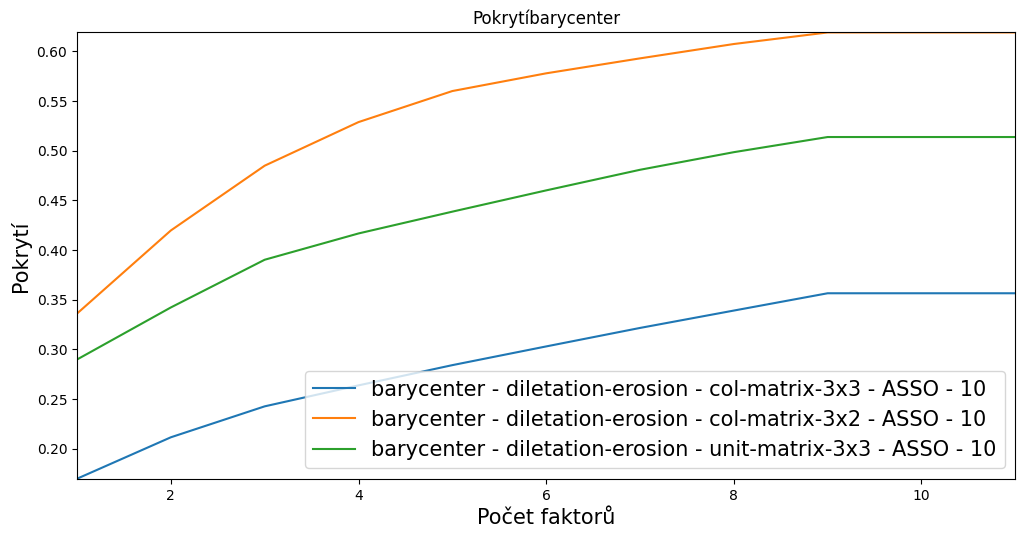 Pokrytíbarycenter
0.60
0.55
0.50
0.45
0.40
0.35
0.30
0.25
0.20
Pokrytí
barycenter - diletation-erosion - col-matrix-3x3 - ASSO - 10
barycenter - diletation-erosion - col-matrix-3x2 - ASSO - 10
barycenter - diletation-erosion - unit-matrix-3x3 - ASSO - 10
2 4 6 8 10
Počet faktorů